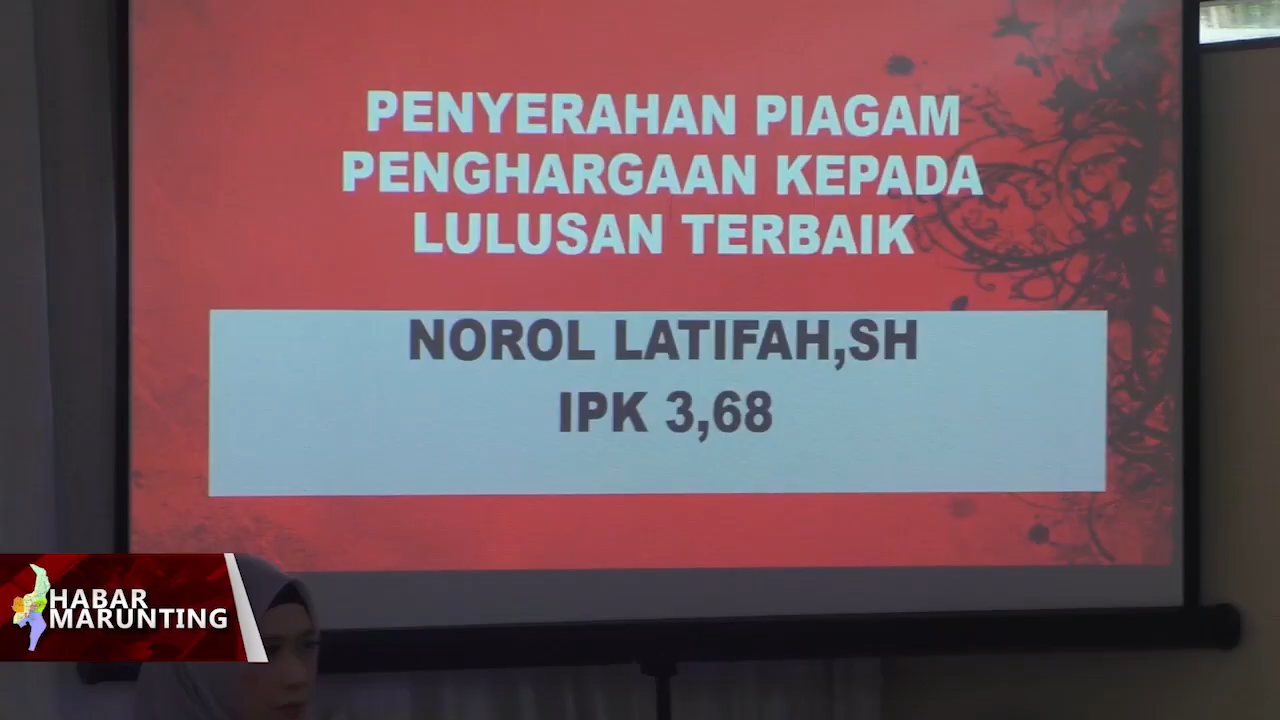 PENYERAHAN PIAGAM
PENGHARGAAN KEPADA
LULUSAN TERBAIK
NOROL LATIFAH,SH
IPK 3,68
HABAR
MARUNTING